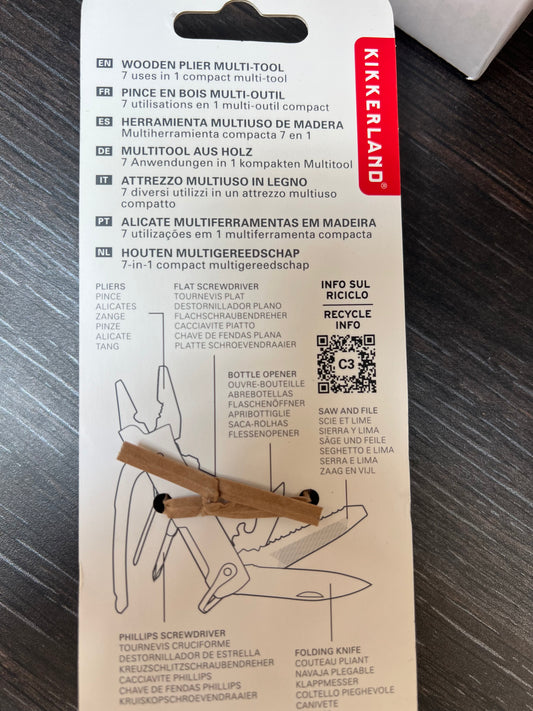 KIKKERLAND®
EN WOODEN PLIER MULTI-TOOL
7 uses in 1 compact multi-tool
FR PINCE EN BOIS MULTI-OUTIL
7 utilisations en 1 multi-outil compact
ES HERRAMIENTA MULTIUSO DE MADERA
Multiherramienta compacta 7 en 1
DE MULTITOOL AUS HOLZ
7 Anwendungen in 1 kompakten Multitool
IT ATTREZZO MULTIUSO IN LEGNO
7 diversi utilizzi in un attrezzo multiuso
compatto
PT ALICATE MULTIFERRAMENTAS EM MADEIRA
7 utilizações em 1 multiferramenta compacta
NL HOUTEN MULTIGEREEDSCHAP
7-in-1 compact multigereedschap
PLIERS
PINCE
ALICATES
ZANGE
PINZE
ALICATE
TANG
FLAT SCREWDRIVER
TOURNEVIS PLAT
DESTORNILLADOR PLANO
FLACHSCHRAUBENDREHER
CACCIAVITE PIATTO
CHAVE DE FENDAS PLANA
PLATTE SCHROEVENDRAAIER
INFO SUL
RICICLO
RECYCLE
INFO
C3
BOTTLE OPENER
OUVRE-BOUTEILLE
ABREBOTELLAS
FLASCHENÖFFNER
APRIBOTTIGLIE
SACA-ROLHAS
FLESSENOPENER
SAW AND FILE
SCIE ET LIME
SIERRA Y LIMA
SÄGE UND FEILE
SEGHETTO E LIMA
SERRA E LIMA
ZAAG EN VIJL
PHILLIPS SCREWDRIVER
TOURNEVIS CRUCIFORME
DESTORNILLADOR DE ESTRELLA
KREUZSCHLITZSCHRAUBENDREHER
CACCIAVITE PHILLIPS
CHAVE DE FENDAS PHILLIPS
KRUISKOPSCHROEVENDRAAIER
FOLDING KNIFE
COUTEAU PLIANT
NAVAJA PLEGABLE
KLAPPMESSER
COLTELLO PIEGHEVOLE
CANIVETE